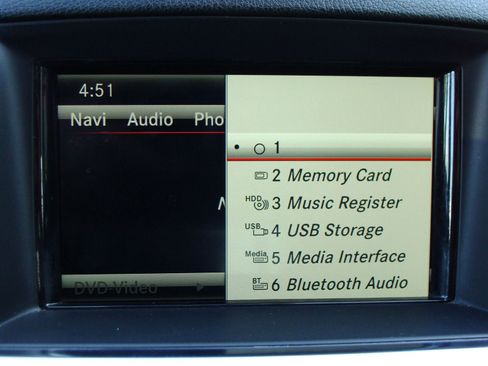 4:51
Navi Audio Pho
1
2 Memory Card
HDD 3 Music Register
USB 4 USB Storage
Media 5 Media Interface
BT 6 Bluetooth Audio
DVD-Video